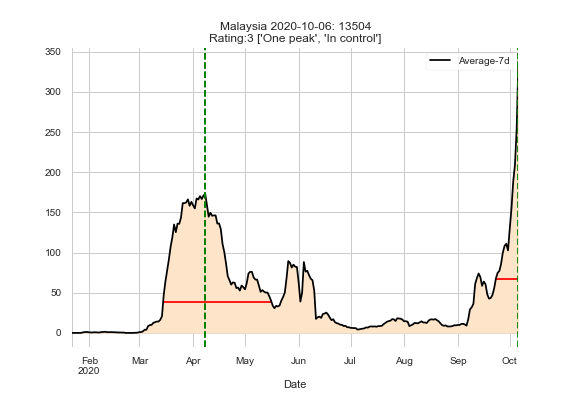 Malaysia 2020-10-06: 13504
Rating:3 ['One peak', 'In control']
Average-7d
350
300
250
200
150
100
50
0
Feb Mar Apr May Jun Jul Aug Sep Oct
2020
Date